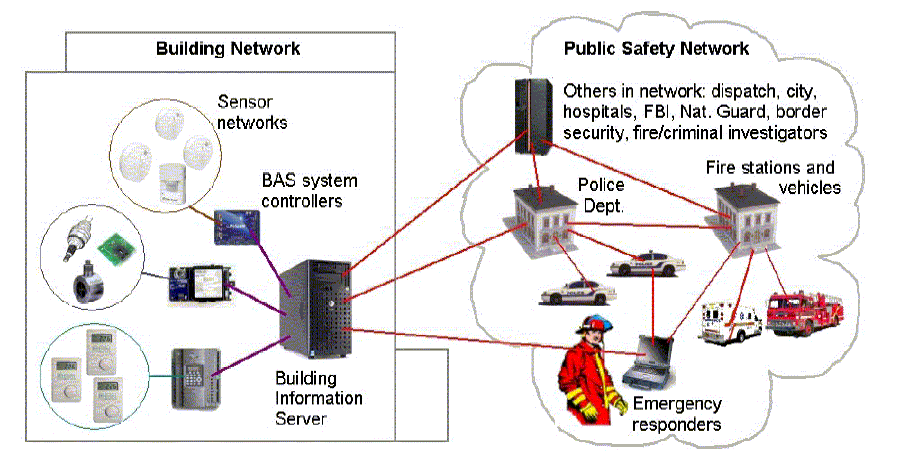 Building Network
Sensor
networks
BAS system
controllers
Building
Information
Server
Public Safety Network
Others in network: dispatch, city,
hospitals, FBI, Nat. Guard, border
security, fire/criminal investigators
Police
Dept.
Fire stations and
vehicles
Emergency
responders